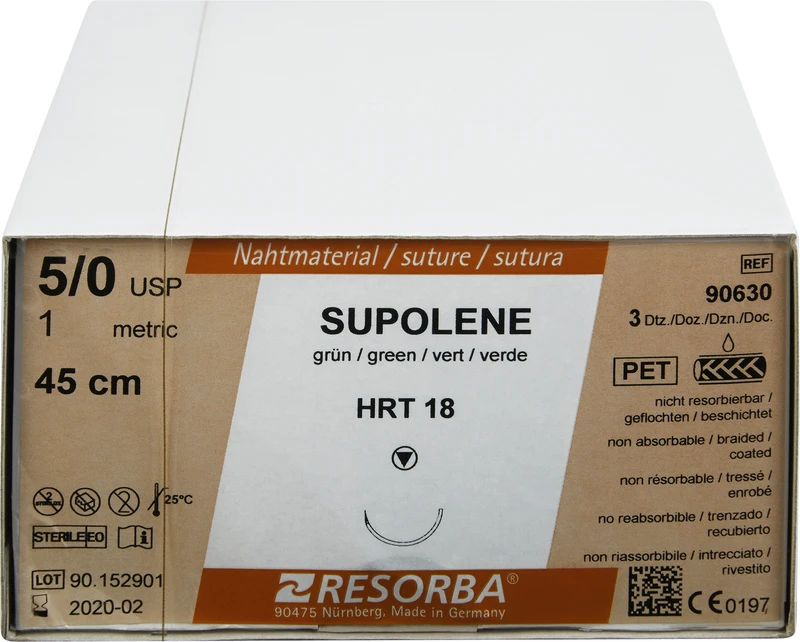 Nahtmaterial / suture / sutura
5/0 USP
1 metric
45 cm
SUPOLENE
grün / green / vert / verde
HRT 18
REF
90630
3 Dtz./Doz./Dzn./Doc.
PET
nicht resorbierbar /
geflochten / beschichtet
non absorbable / braided /
coated
non résorbable / tressé /
enrobé
no reabsorbible / trenzado /
recubierto
non riassorbibile / intrecciato /
rivestito
25°C
STERILE EO
LOT 90.152901
2020-02
RESORBA®
90475 Nürnberg, Made in Germany
CE 0197